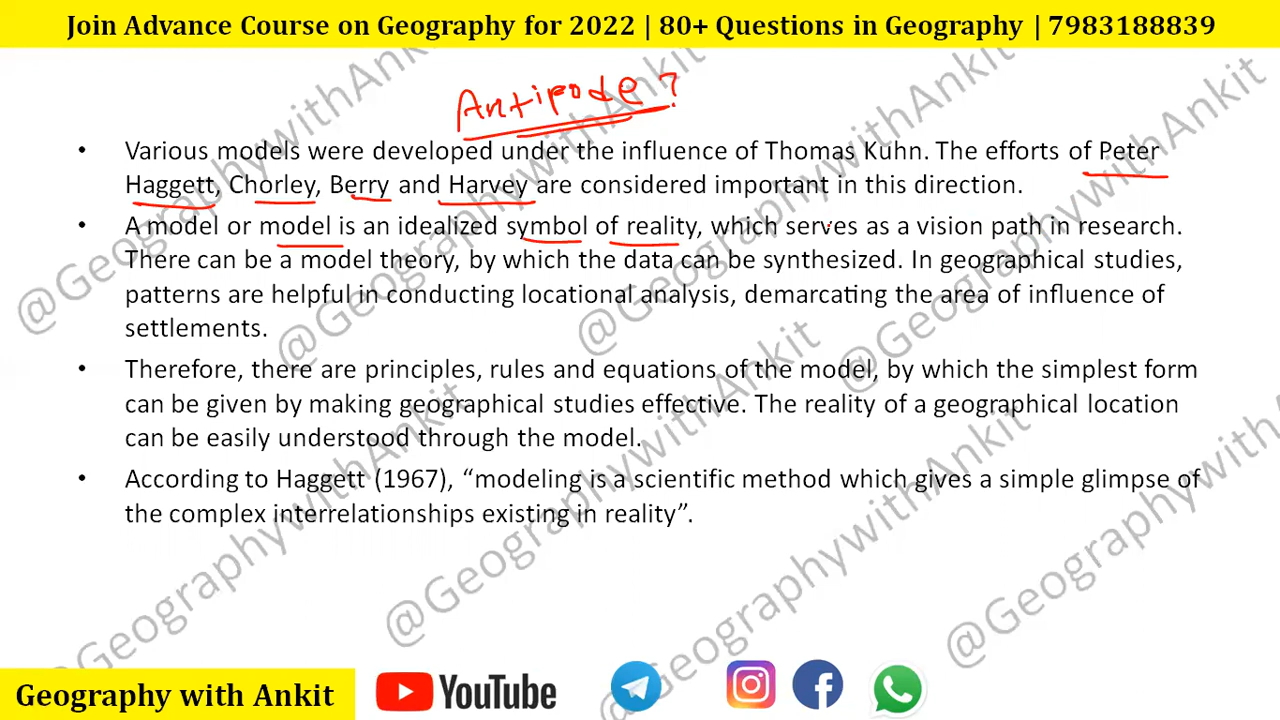 Join Advance Course on Geography for 2022 | 80+ Questions in Geography | 7983188839
Antipode?
• Various models were developed under the influence of Thomas Kuhn. The efforts of Peter
Haggett, Chorley, Berry and Harvey are considered important in this direction.
• A model or model is an idealized symbol of reality, which serves as a vision path in research.
There can be a model theory, by which the data can be synthesized. In geographical studies,
patterns are helpful in conducting locational analysis, demarcating the area of influence of
settlements.
• Therefore, there are principles, rules and equations of the model, by which the simplest form
can be given by making geographical studies effective. The reality of a geographical location
can be easily understood through the model.
• According to Haggett (1967), “modeling is a scientific method which gives a simple glimpse of
the complex interrelationships existing in reality”.
@GeographywithAnkit
@GeographywithAnkit
@GeographywithAnkit
@GeographywithAnkit
@GeographywithAnkit
@GeographywithAnkit
@GeographywithAnkit
@GeographywithAnkit
Geography with Ankit
YouTube